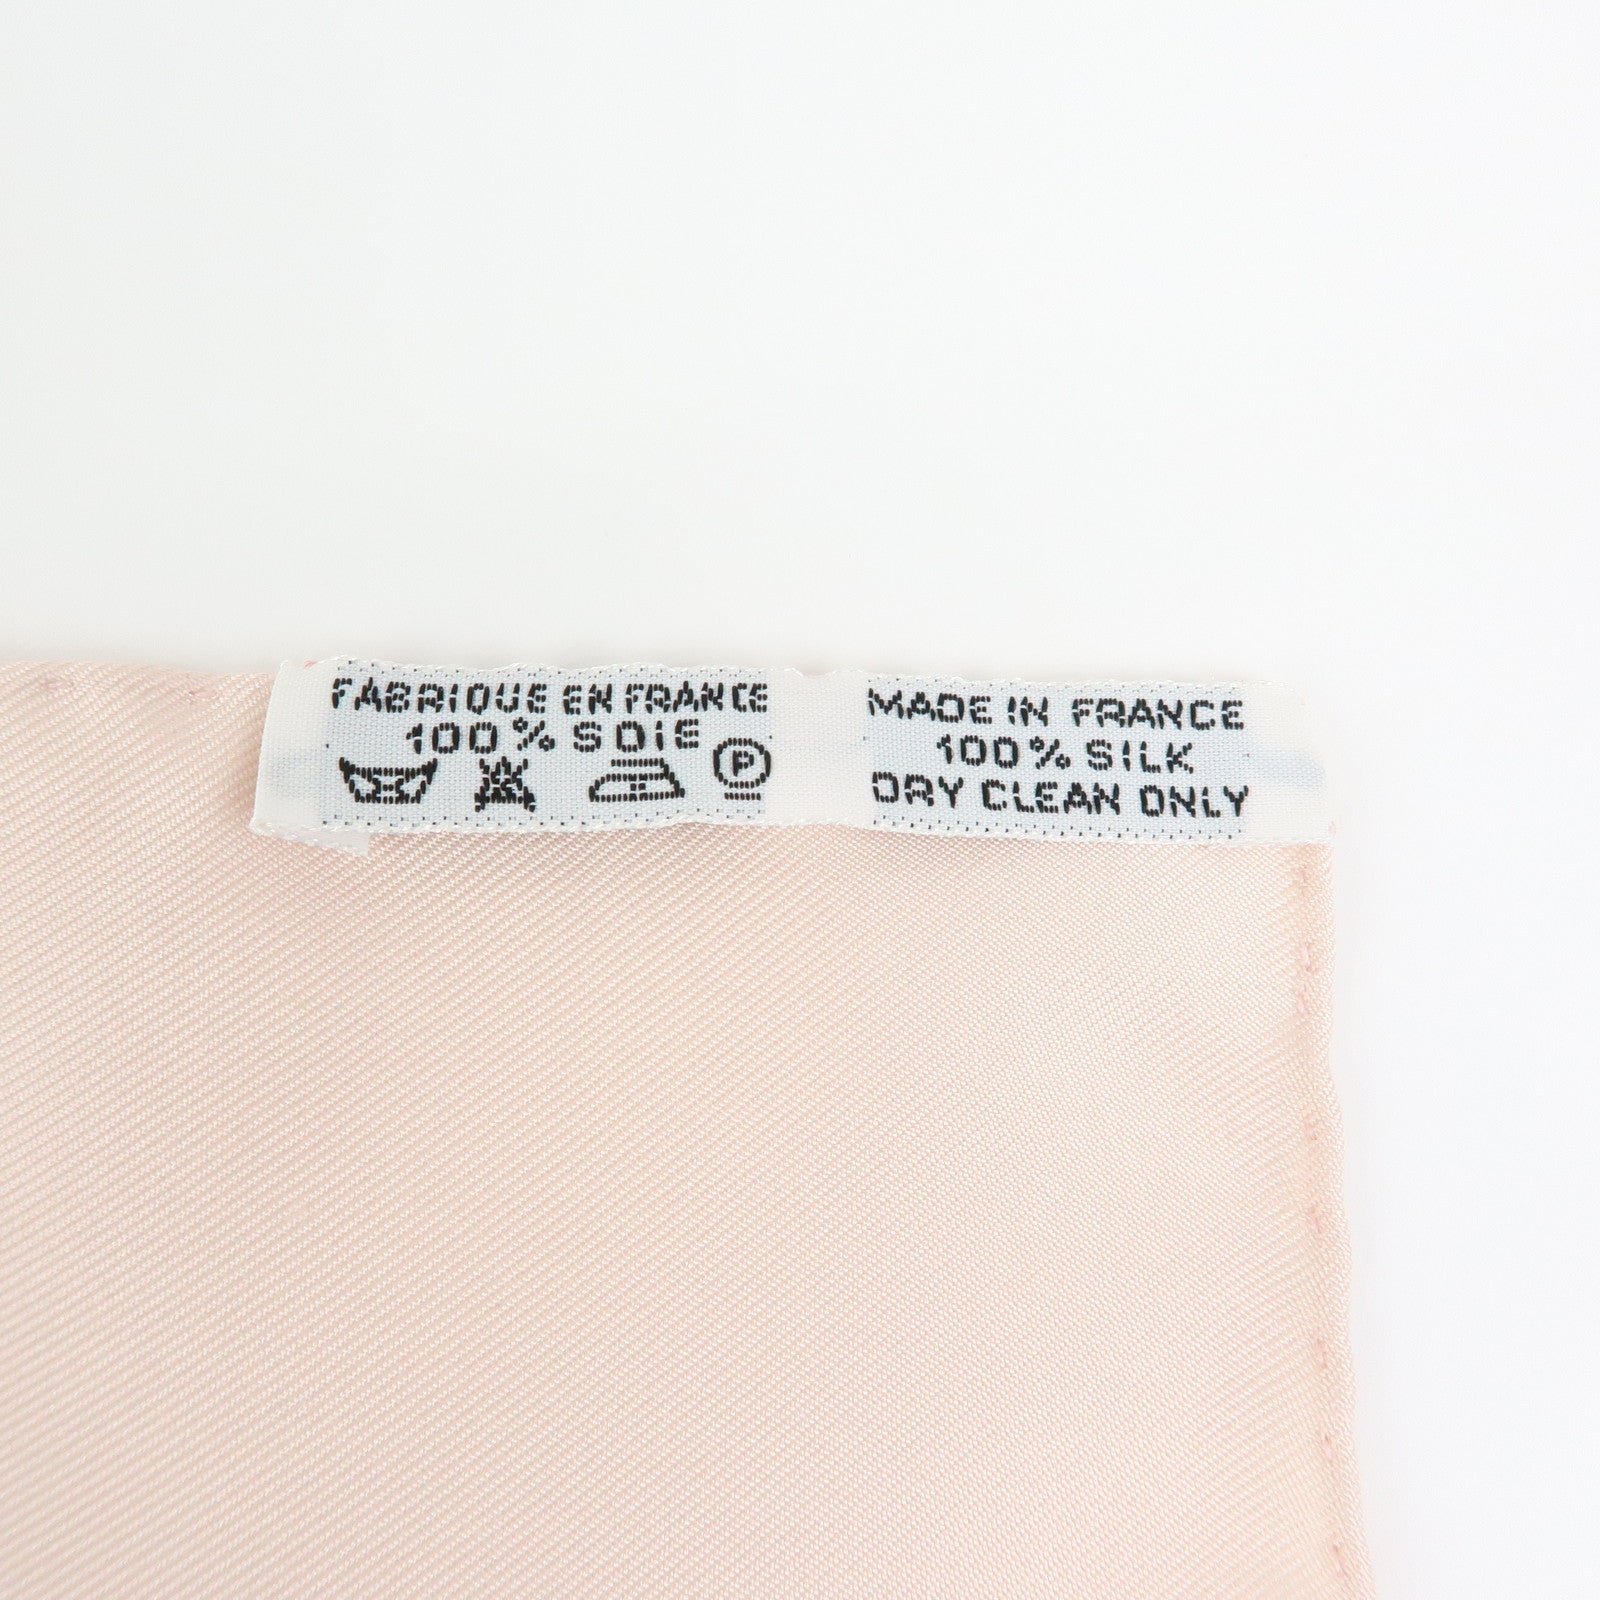 FABRIQUE EN FRANCE
100% SOIE
P
MADE IN FRANCE
100% SILK
DRY CLEAN ONLY